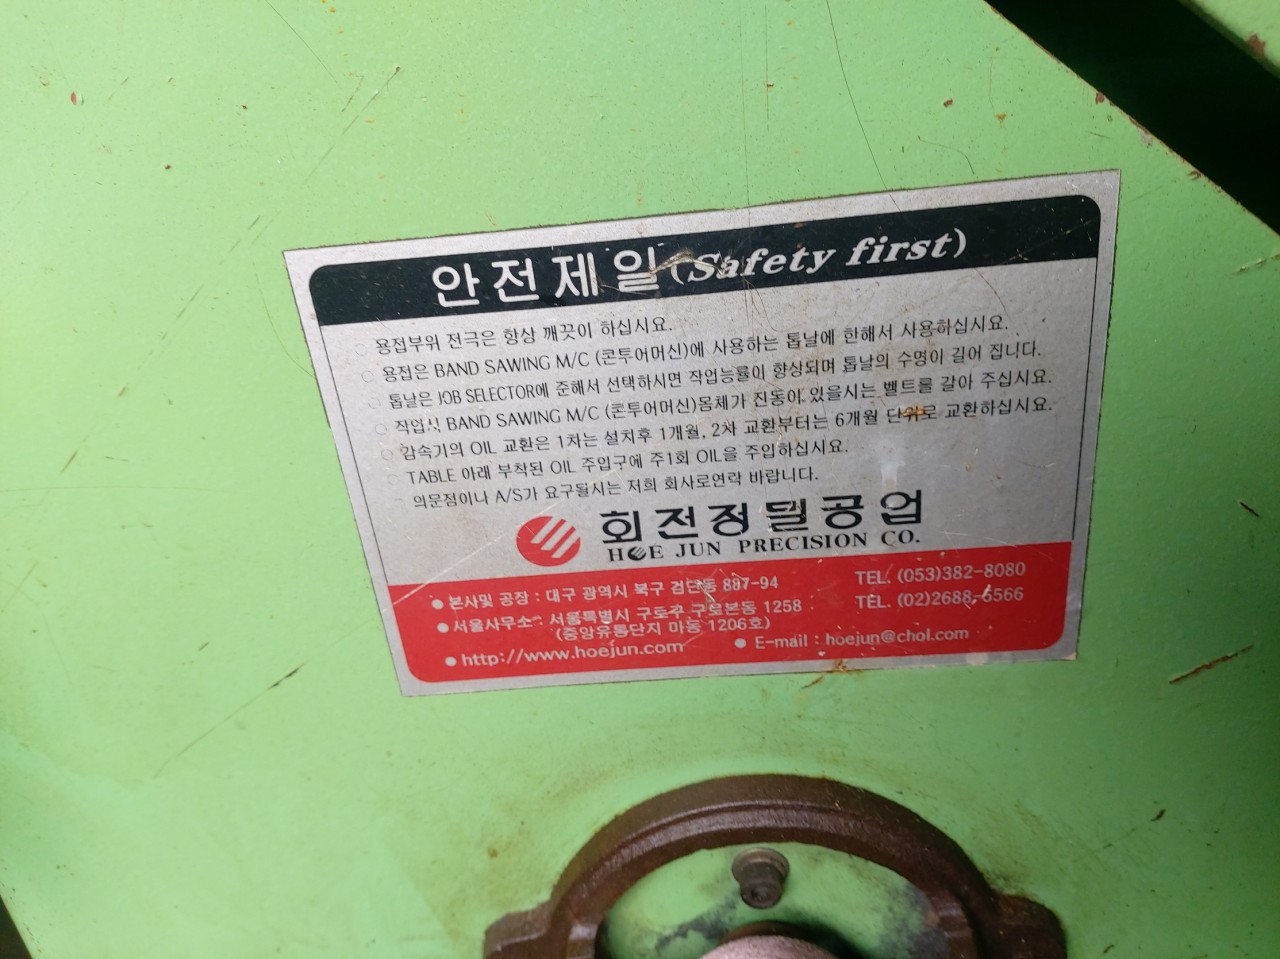 안전제일(Safety first)
용접부위 전극은 항상 깨끗이 하십시요.
용접은 BAND SAWING M/C (콘투어머신)에 사용하는 톱날에 한해서 사용하십시요.
톱날은 JOB SELECTOR에 준해서 선택하시면 작업능률이 향상되며 톱날의 수명이 길어 집니다.
작업시 BAND SAWING M/C (콘투어머신)몸체가 진동이 있을시는 벨트를 갈아 주십시요.
감속기의 OIL 교환은 1차는 설치후 1개월, 2차 교환부터는 6개월 단위로 교환하십시요.
TABLE 아래 부착된 OIL 주입구에 주1회 OIL을 주입하십시요.
의문점이나 A/S가 요구될시는 저희 회사로연락 바랍니다.
회전정밀공업
HOE JUN PRECISION CO.
● 본사및 공장 : 대구 광역시 북구 검단동 887-94 TEL. (053)382-8080
● 서울사무소 : 서울특별시 구로구 구로본동 1258 TEL. (02)2688-6566
(중앙유통단지 마동 1206호)
● http://www.hoejun.com ● E-mail : hoejun@chol.com